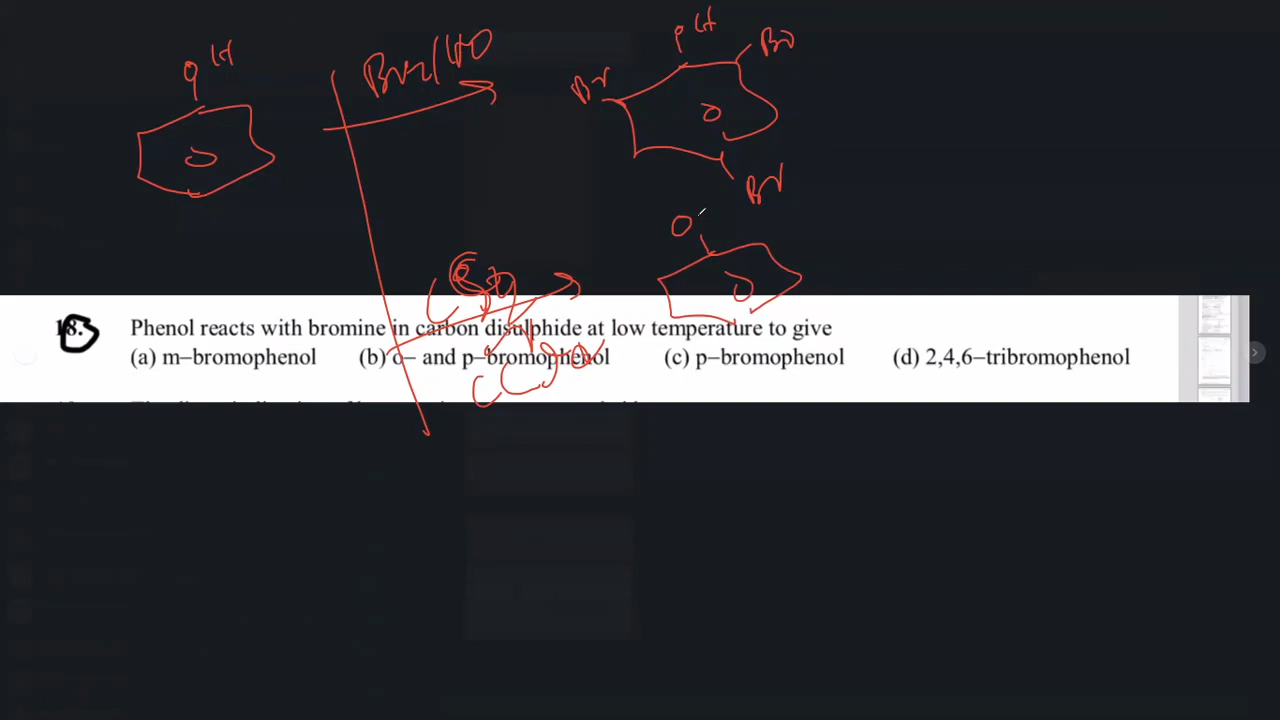 OH
OH
Br
Br2/H2O
Br
Br
O
CS2
18. Phenol reacts with bromine in carbon disulphide at low temperature to give
(a) m–bromophenol (b) o– and p–bromophenol (c) p–bromophenol (d) 2,4,6–tribromophenol